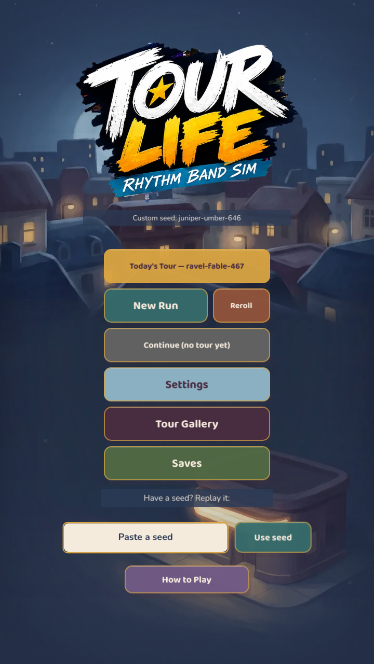 TOUR
LIFE
RHYTHM BAND SIM
Custom seed: juniper-umber-646
Today's Tour — ravel-fable-467
New Run
Reroll
Continue (no tour yet)
Settings
Tour Gallery
Saves
Have a seed? Replay it:
Paste a seed
Use seed
How to Play